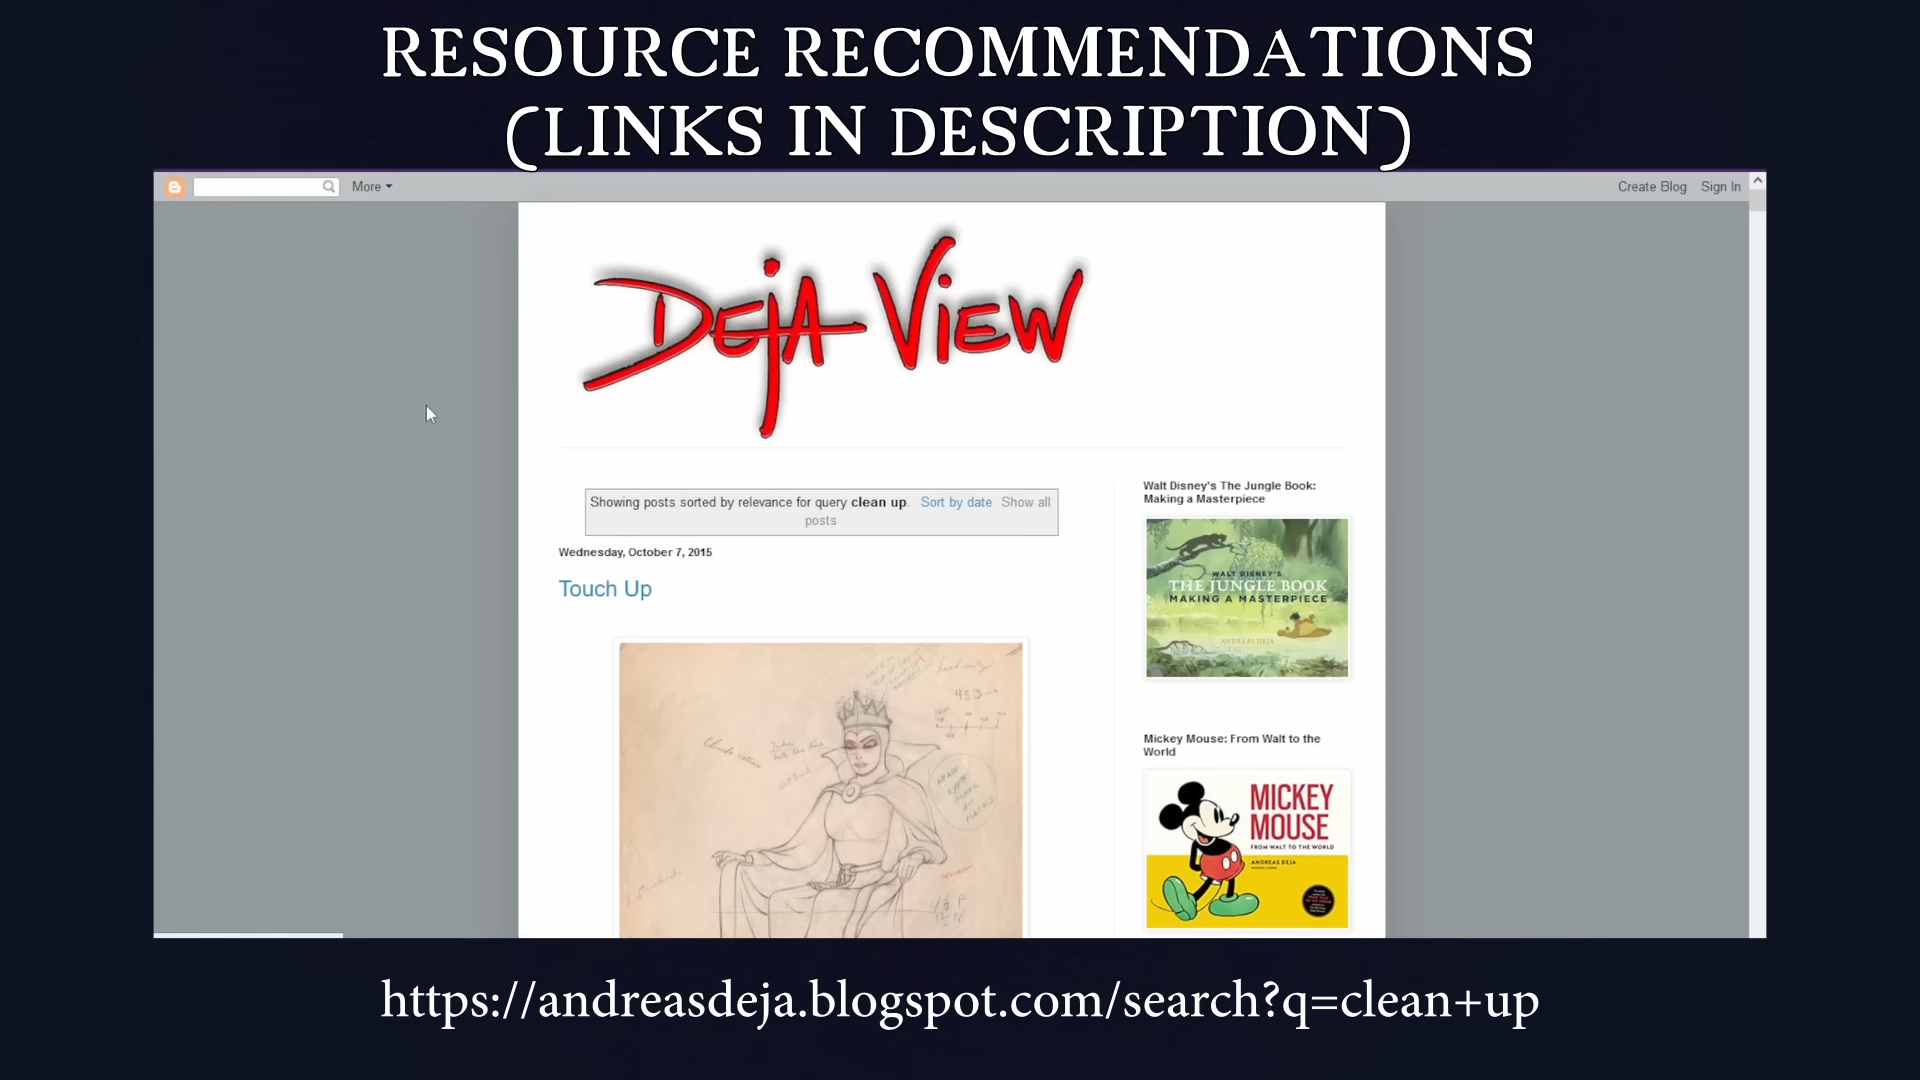 RESOURCE RECOMMENDATIONS
(LINKS IN DESCRIPTION)
More
Create Blog Sign In
DEjA ViEW
Showing posts sorted by relevance for query clean up. Sort by date Show all
posts
Wednesday, October 7, 2015
Touch Up
453
Walt Disney's The Jungle Book:
Making a Masterpiece
WALT DISNEY'S
THE JUNGLE BOOK
MAKING A MASTERPIECE
ANDREAS DEJA
Mickey Mouse: From Walt to the
World
MICKEY
MOUSE
FROM WALT TO THE WORLD
ANDREAS DEJA
https://andreasdeja.blogspot.com/search?q=clean+up